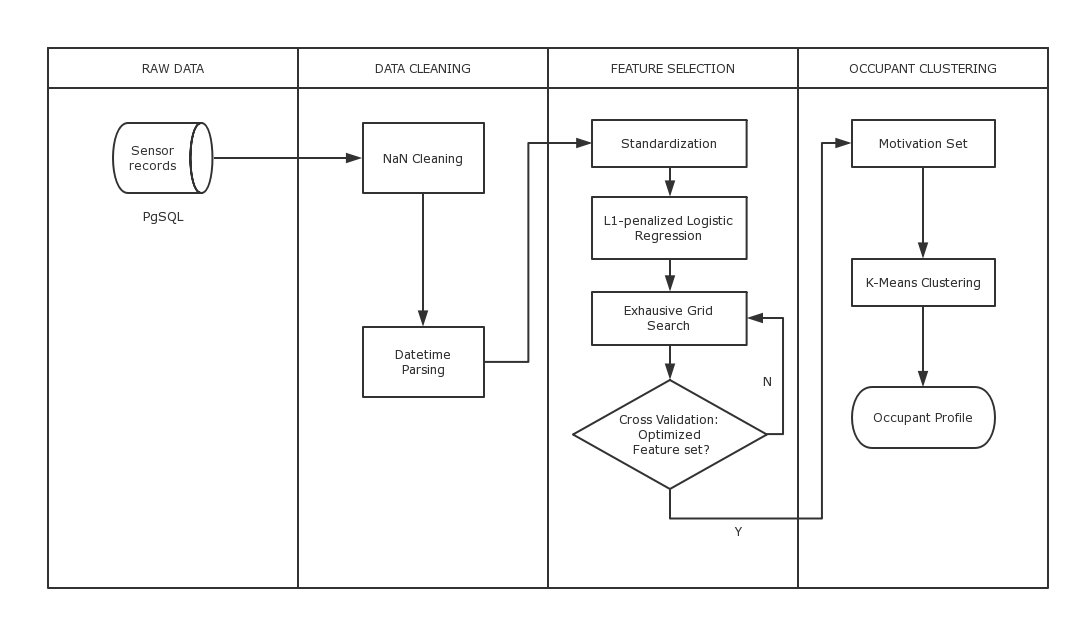 RAW DATA
DATA CLEANING
FEATURE SELECTION
OCCUPANT CLUSTERING
Sensor
records
PgSQL
NaN Cleaning
Datetime
Parsing
Standardization
L1-penalized Logistic
Regression
Exhausive Grid
Search
N
Cross Validation:
Optimized
Feature set?
Y
Motivation Set
K-Means Clustering
Occupant Profile